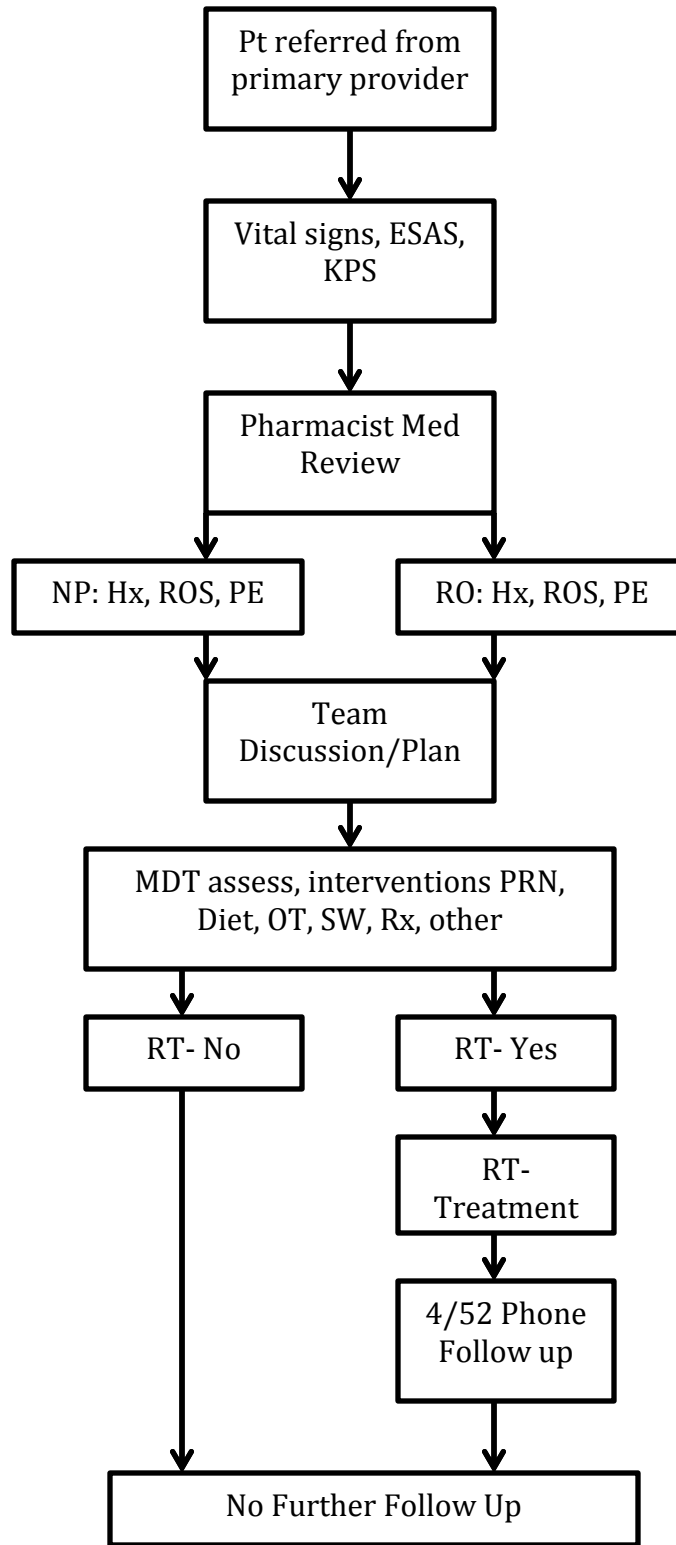 Pt referred from
primary provider
Vital signs, ESAS,
KPS
Pharmacist Med
Review
NP: Hx, ROS, PE
RO: Hx, ROS, PE
Team
Discussion/Plan
MDT assess, interventions PRN,
Diet, OT, SW, Rx, other
RT- No
RT- Yes
RT-
Treatment
4/52 Phone
Follow up
No Further Follow Up